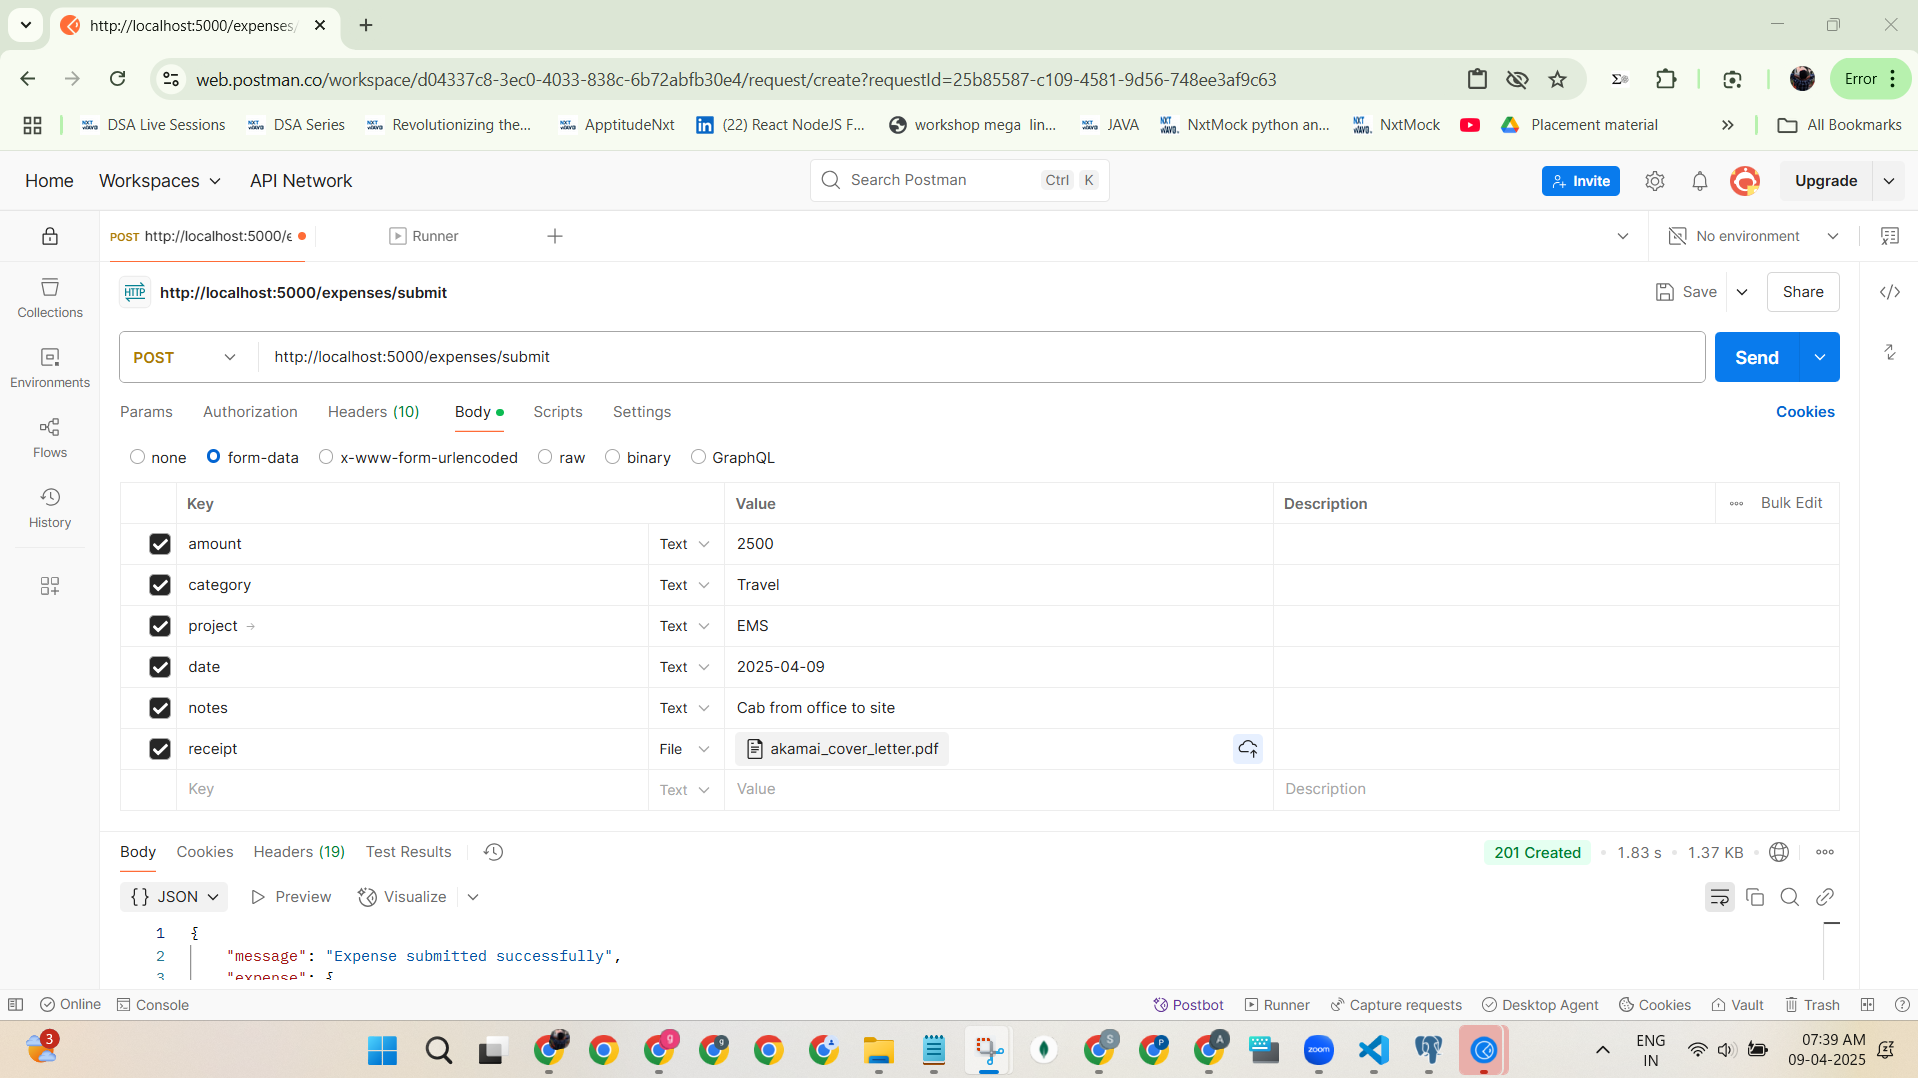 http://localhost:5000/expenses/
web.postman.co/workspace/d04337c8-3ec0-4033-838c-6b72abfb30e4/request/create?requestId=25b85587-c109-4581-9d56-748ee3af9c63
Error
DSA Live Sessions DSA Series Revolutionizing the... ApptitudeNxt (22) React NodeJS F... workshop mega lin... JAVA NxtMock python an... NxtMock Placement material All Bookmarks
Home Workspaces API Network Search Postman Ctrl K Invite Upgrade
POST http://localhost:5000/e Runner No environment
HTTP http://localhost:5000/expenses/submit Save Share
Collections
POST http://localhost:5000/expenses/submit Send
Environments
Params Authorization Headers (10) Body Scripts Settings Cookies
Flows
none form-data x-www-form-urlencoded raw binary GraphQL
History
Key Value Description Bulk Edit
amount Text 2500
category Text Travel
project Text EMS
date Text 2025-04-09
notes Text Cab from office to site
receipt File akamai_cover_letter.pdf
Key Text Value Description
Body Cookies Headers (19) Test Results 201 Created 1.83 s 1.37 KB
{} JSON Preview Visualize
1 {
2 "message": "Expense submitted successfully",
3 "expense": {
Online Console Postbot Runner Capture requests Desktop Agent Cookies Vault Trash
3 g g S P A zoom ENG 07:39 AM
IN 09-04-2025